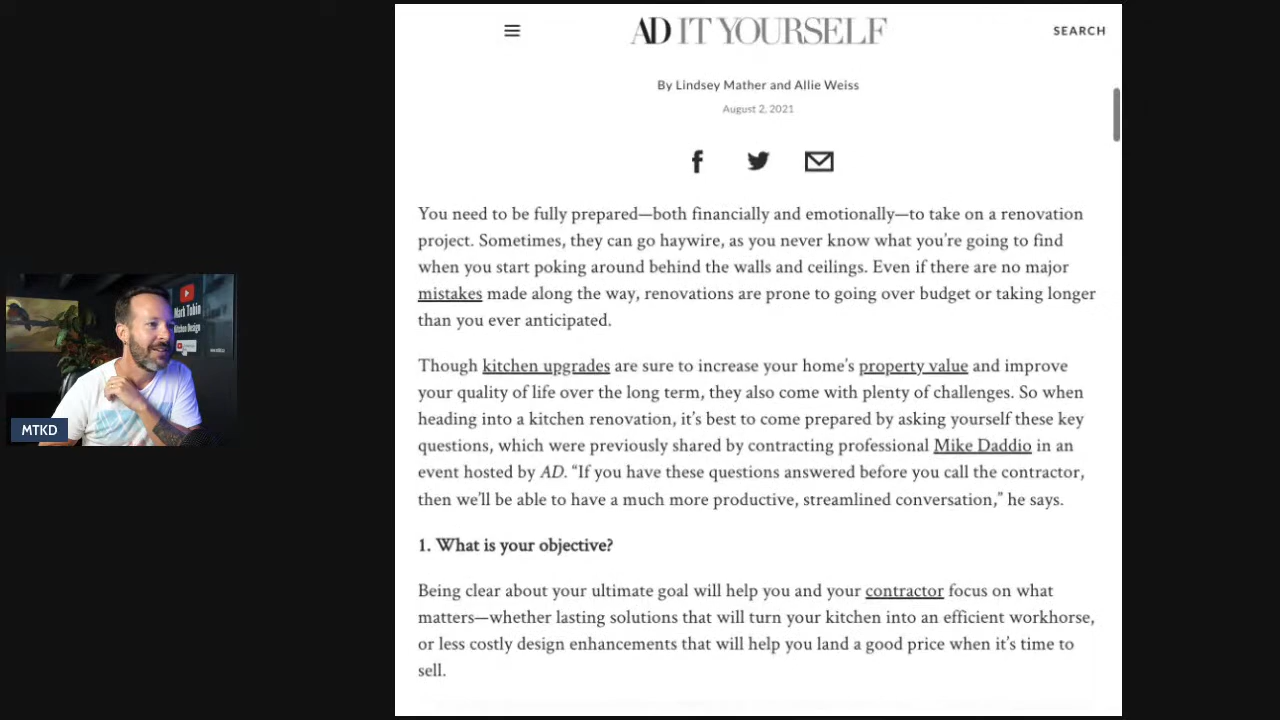 AD IT YOURSELF
SEARCH
By Lindsey Mather and Allie Weiss
August 2, 2021
You need to be fully prepared—both financially and emotionally—to take on a renovation
project. Sometimes, they can go haywire, as you never know what you’re going to find
when you start poking around behind the walls and ceilings. Even if there are no major
mistakes made along the way, renovations are prone to going over budget or taking longer
than you ever anticipated.
Though kitchen upgrades are sure to increase your home’s property value and improve
your quality of life over the long term, they also come with plenty of challenges. So when
heading into a kitchen renovation, it’s best to come prepared by asking yourself these key
questions, which were previously shared by contracting professional Mike Daddio in an
event hosted by AD. “If you have these questions answered before you call the contractor,
then we’ll be able to have a much more productive, streamlined conversation,” he says.
1. What is your objective?
Being clear about your ultimate goal will help you and your contractor focus on what
matters—whether lasting solutions that will turn your kitchen into an efficient workhorse,
or less costly design enhancements that will help you land a good price when it’s time to
sell.
Mark Tobin
Kitchen Design
MTKD